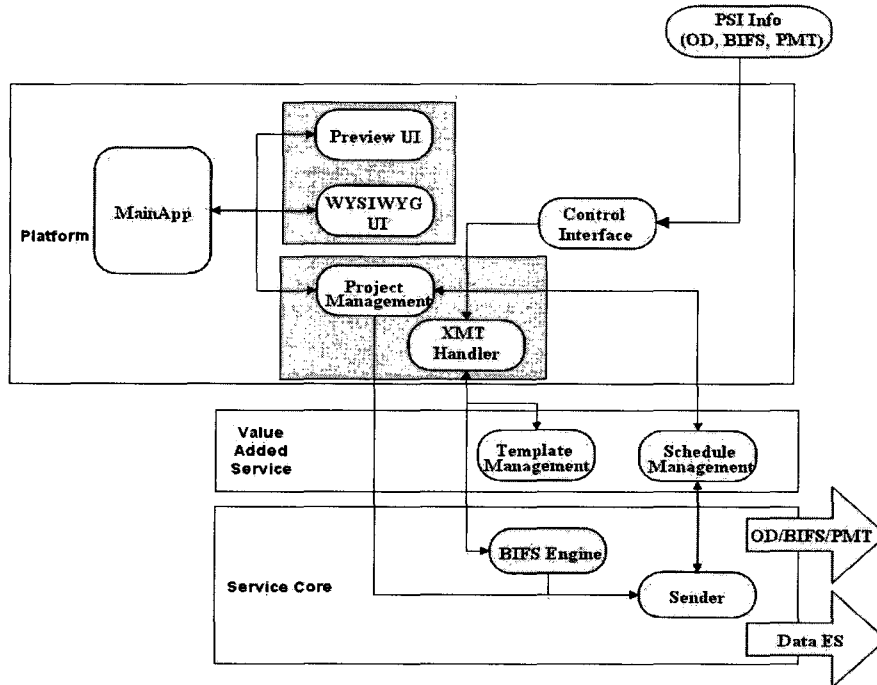 PSI Info
(OD, BIFS, PMT)
Preview UI
MainApp
WYSIWYG
UI
Platform
Control
Interface
Project
Management
XMT
Handler
Value
Added
Service
Template
Management
Schedule
Management
OD/BIFS/PMT
BIFS Engine
Service Core
Sender
Data ES